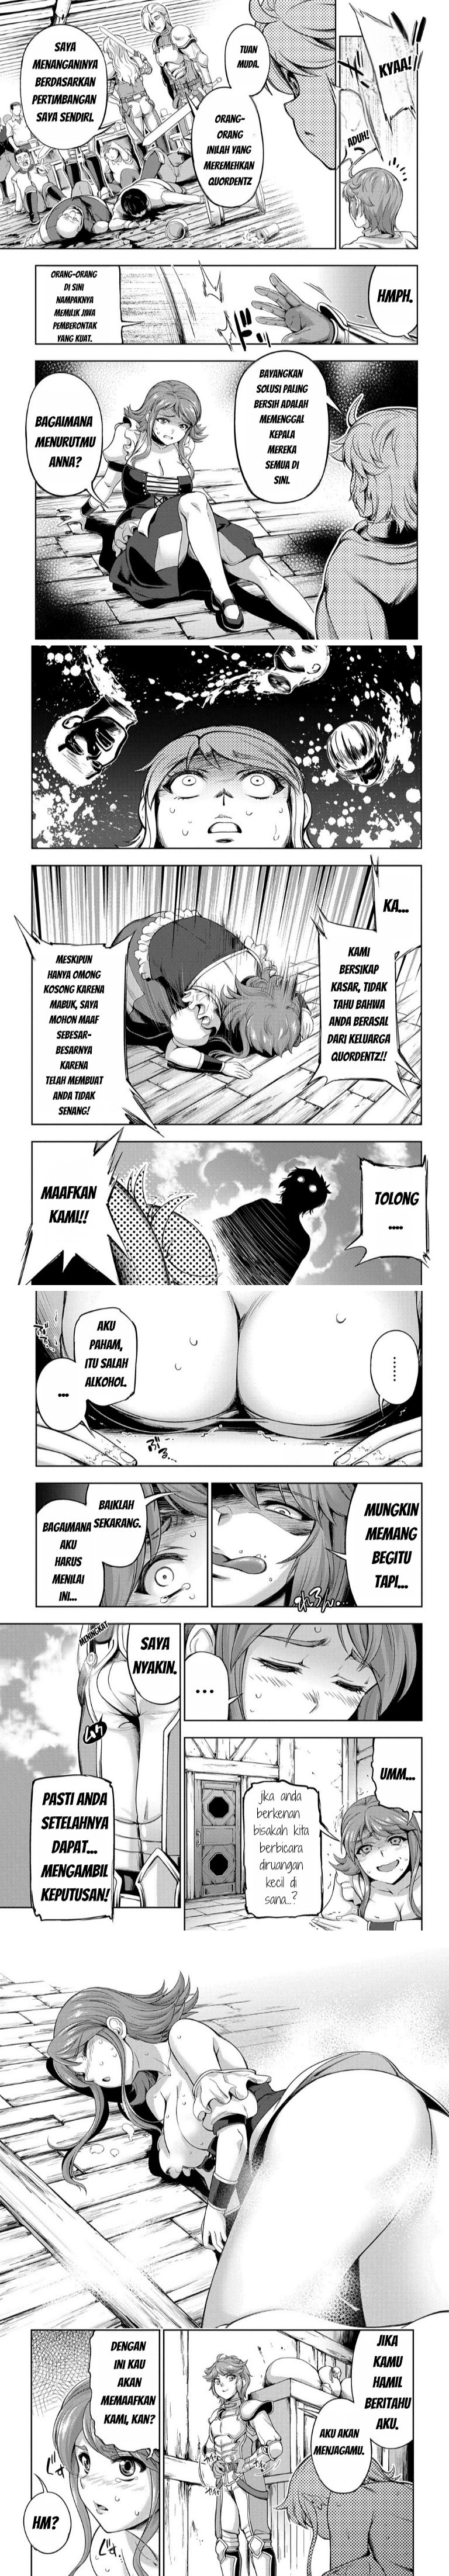 KYAA!
ADUH!
TUAN
MUDA.
ORANG-
ORANG
INILAH YANG
MEREMEHKAN
QUORDENTZ
SAYA
MENANGANINYA
BERDASARKAN
PERTIMBANGAN
SAYA SENDIRI.
HMPH.
ORANG-ORANG
DI SINI
NAMPAKNYA
MEMILIK JIWA
PEMBERONTAK
YANG KUAT.
BAYANGKAN
SOLUSI PALING
BERSIH ADALAH
MEMENGGAL
KEPALA
MEREKA
SEMUA DI
SINI.
BAGAIMANA
MENURUTMU
ANNA?
KA...
KAMI
BERSIKAP
KASAR, TIDAK
TAHU BAHWA
ANDA BERASAL
DARI KELUARGA
QUORDENTZ!!
MESKIPUN
HANYA OMONG
KOSONG KARENA
MABUK, SAYA
MOHON MAAF
SEBESAR-
BESARNYA
KARENA
TELAH MEMBUAT
ANDA TIDAK
SENANG!
TOLONG
....
MAAFKAN
KAMI!!
......
AKU
PAHAM,
ITU SALAH
ALKOHOL.
...
MUNGKIN
MEMANG
BEGITU
TAPI...
BAIKLAH
SEKARANG.
BAGAIMANA
AKU
HARUS
MENILAI
INI...
...
SAYA
NYAKIN.
MENINGKAT
UMM...
jika anda
berkenan
bisakah kita
berbicara
diruangan
kecil di
sana...?
PASTI ANDA
SETELAHNYA
DAPAT...
MENGAMBIL
KEPUTUSAN!
JIKA
KAMU
HAMIL
BERITAHU
AKU.
AKU AKAN
MENJAGAMU.
DENGAN
INI KAU
AKAN
MEMAAFKAN
KAMI, KAN?
HM?